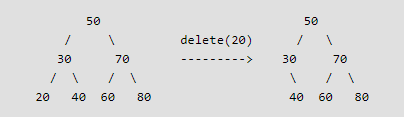 50                              50
/     \        delete(20)       /   \
30      70      --------->     30     70
/  \    /  \                    \    /  \
20   40  60   80                 40  60   80